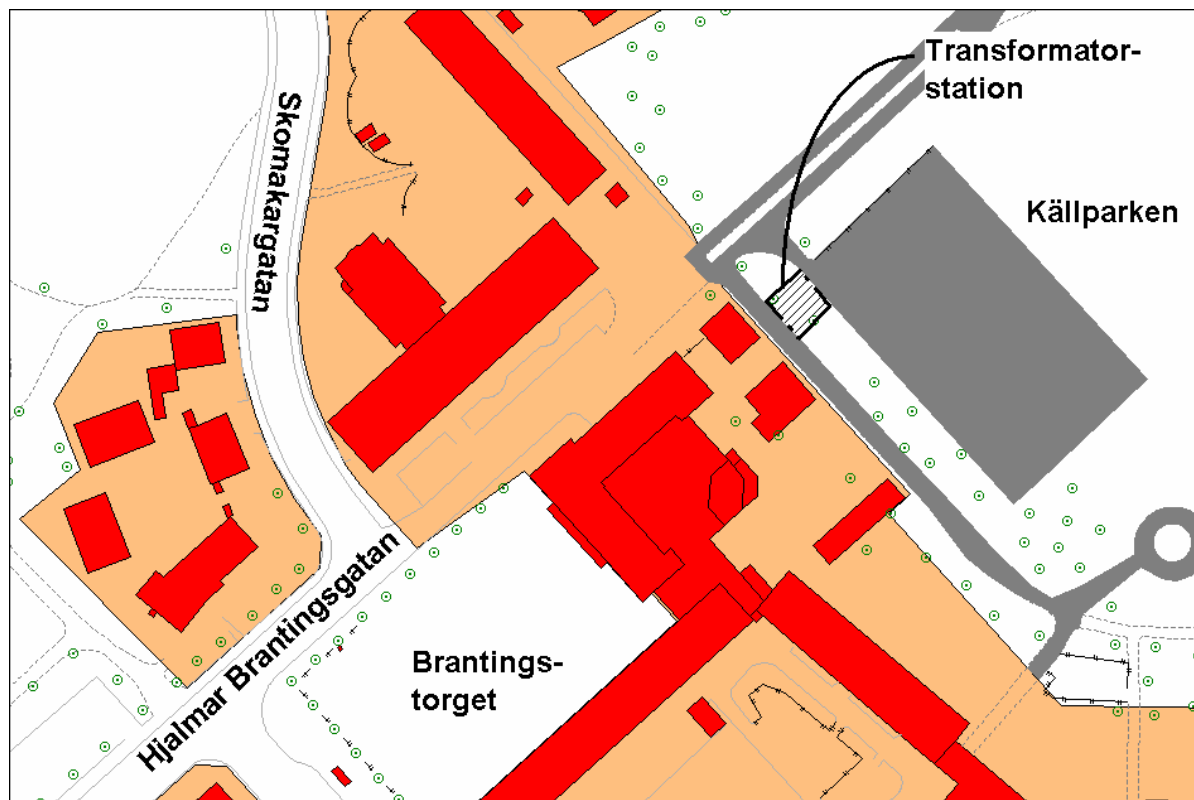 Transformator-
station
Källparken
Skomakargatan
Hjalmar Brantingsgatan
Brantings-
torget